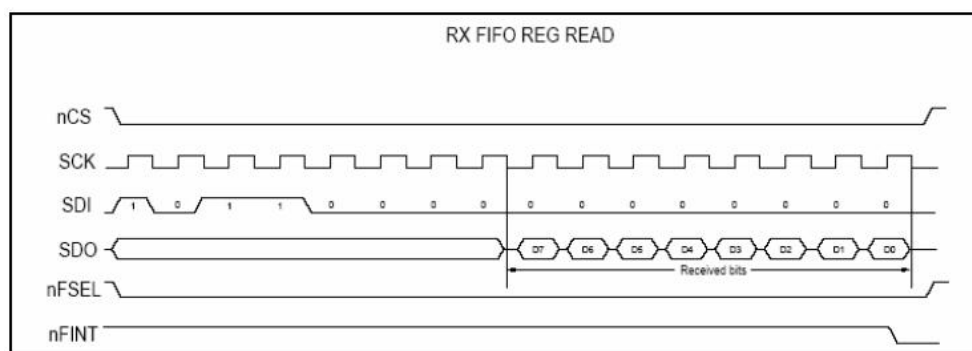 RX FIFO REG READ
nCS
SCK
SDI 1 0 1 1 0 0 0 0 0 0 0 0 0 0 0 0
SDO D7 D6 D5 D4 D3 D2 D1 D0
Received bits
nFSEL
nFINT